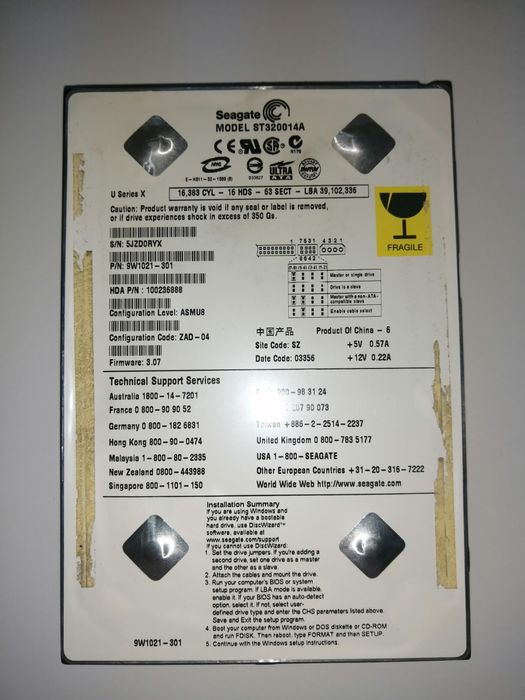 Seagate
MODEL ST320014A
U Series X
16,383 CYL - 16 HDS - 63 SECT - LBA 39,102,336
Caution: Product warranty is void if any seal or label is removed,
or if drive experiences shock in excess of 350 Gs.
FRAGILE
S/N: 5JZD0RYX
P/N: 9W1021-301
HDA P/N : 100236888
Configuration Level: ASMU8
Configuration Code: ZAD-04
Firmware: 3.07
Master or single drive
Drive is a slave
Master with a non-ATA-
compatible slave
Enable cable select
中国产品 Product Of China - 6
Site Code: SZ +5V 0.57A
Date Code: 03356 +12V 0.22A
Technical Support Services
Australia 1800-14-7201
98 31 24
France 0 800-90 90 52
90 073
Germany 0 800-182 6831
+886-2-2514-2237
Hong Kong 800-90-0474
United Kingdom 0 800-783 5177
Malaysia 1-800-80-2335
USA 1-800-SEAGATE
New Zealand 0800-443988
Other European Countries +31-20-316-7222
Singapore 800-1101-150
World Wide Web http://www.seagate.com
Installation Summary
If you are using Windows and
you already have a bootable
hard drive, use DiscWizard™
software, available at
www.seagate.com/support
If you cannot use DiscWizard:
1. Set the drive jumpers. If you're adding a
second drive, set one drive as a master
and the other as a slave.
2. Attach the cables and mount the drive.
3. Run your computer's BIOS or system
setup program. If LBA mode is available,
enable it. If your BIOS has an auto-detect
option, select it. If not, select user-
defined drive type and enter the CHS parameters listed above.
Save and Exit the setup program.
4. Boot your computer from Windows or DOS diskette or CD-ROM
and run FDISK. Then reboot, type FORMAT and then SETUP.
5. Continue with the Windows setup instructions.
9W1021-301